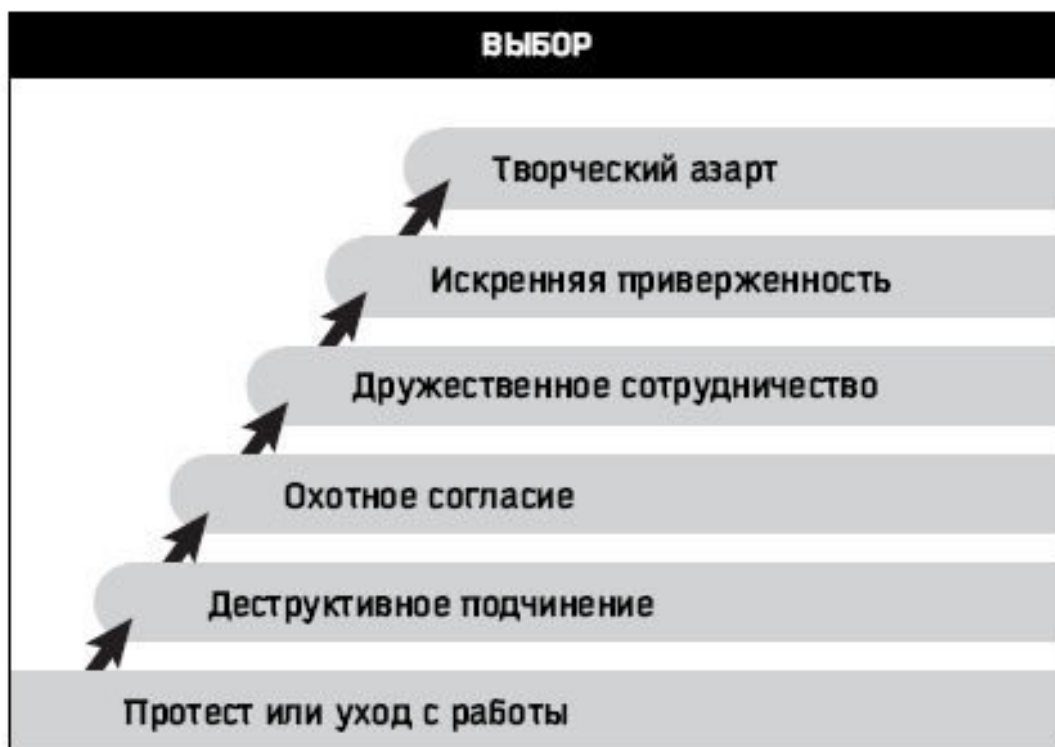 ВЫБОР
Творческий азарт
Искренняя приверженность
Дружественное сотрудничество
Охотное согласие
Деструктивное подчинение
Протест или уход с работы